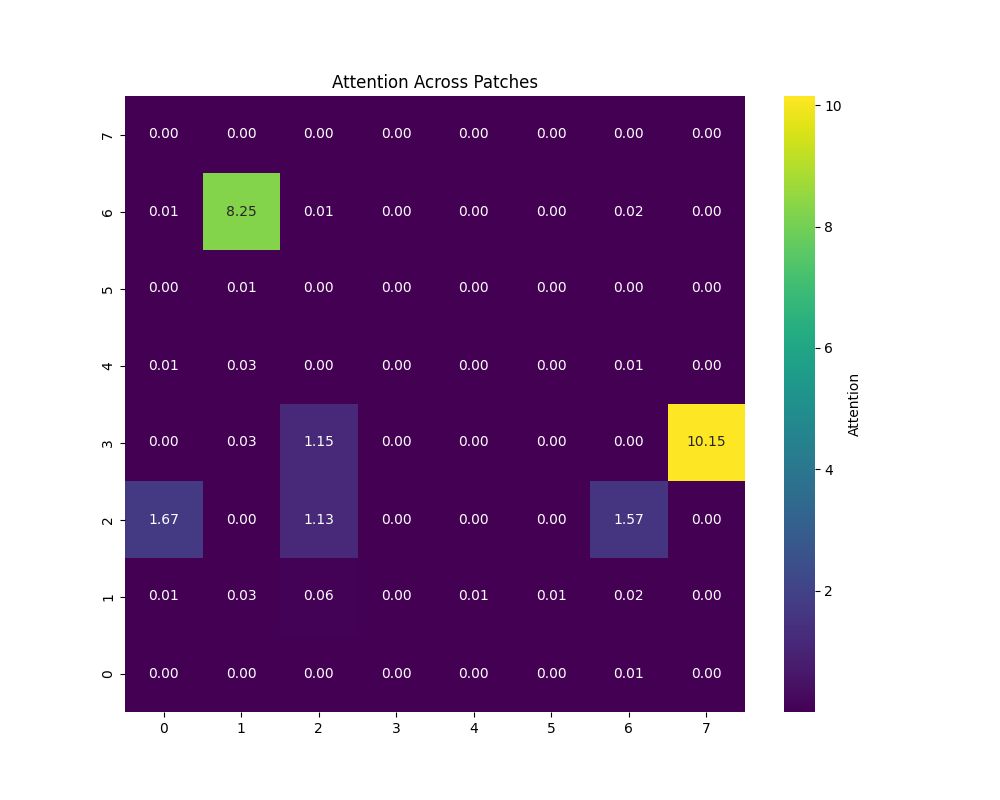 Attention Across Patches
7 0.00 0.00 0.00 0.00 0.00 0.00 0.00 0.00
6 0.01 8.25 0.01 0.00 0.00 0.00 0.02 0.00
5 0.00 0.01 0.00 0.00 0.00 0.00 0.00 0.00
4 0.01 0.03 0.00 0.00 0.00 0.00 0.01 0.00
3 0.00 0.03 1.15 0.00 0.00 0.00 0.00 10.15
2 1.67 0.00 1.13 0.00 0.00 0.00 1.57 0.00
1 0.01 0.03 0.06 0.00 0.01 0.01 0.02 0.00
0 0.00 0.00 0.00 0.00 0.00 0.00 0.01 0.00
0 1 2 3 4 5 6 7
10
8
6
4
2
Attention